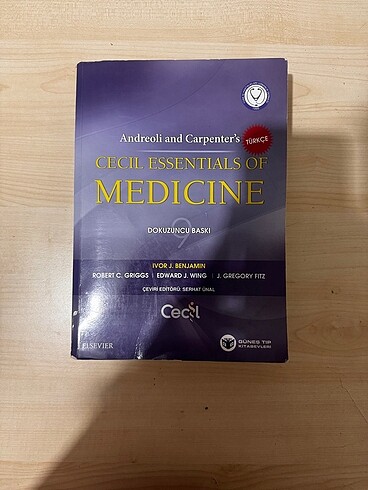 Andreoli and Carpenter's
TÜRKÇE
CECIL ESSENTIALS OF
MEDICINE
9
DOKUZUNCU BASKI
IVOR J. BENJAMIN
ROBERT C. GRIGGS | EDWARD J. WING | J. GREGORY FITZ
ÇEVİRİ EDİTÖRÜ: SERHAT ÜNAL
Cecil
ELSEVIER
GÜNEŞ TIP
KİTABEVLERİ